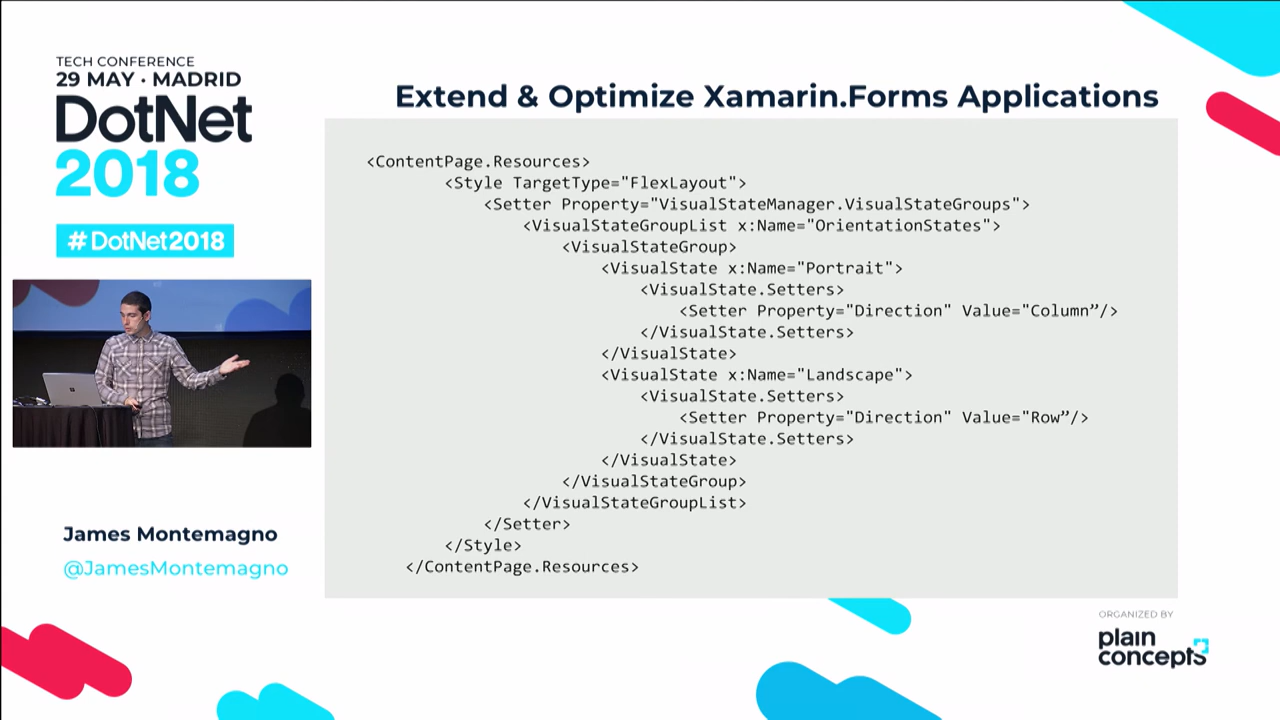 TECH CONFERENCE
29 MAY · MADRID
DotNet
2018
#DotNet2018
Extend & Optimize Xamarin.Forms Applications
<ContentPage.Resources>
<Style TargetType="FlexLayout">
<Setter Property="VisualStateManager.VisualStateGroups">
<VisualStateGroupList x:Name="OrientationStates">
<VisualStateGroup>
<VisualState x:Name="Portrait">
<VisualState.Setters>
<Setter Property="Direction" Value="Column”/>
</VisualState.Setters>
</VisualState>
<VisualState x:Name="Landscape">
<VisualState.Setters>
<Setter Property="Direction" Value="Row”/>
</VisualState.Setters>
</VisualState>
</VisualStateGroup>
</VisualStateGroupList>
</Setter>
</Style>
</ContentPage.Resources>
James Montemagno
@JamesMontemagno
ORGANIZED BY
plain
concepts